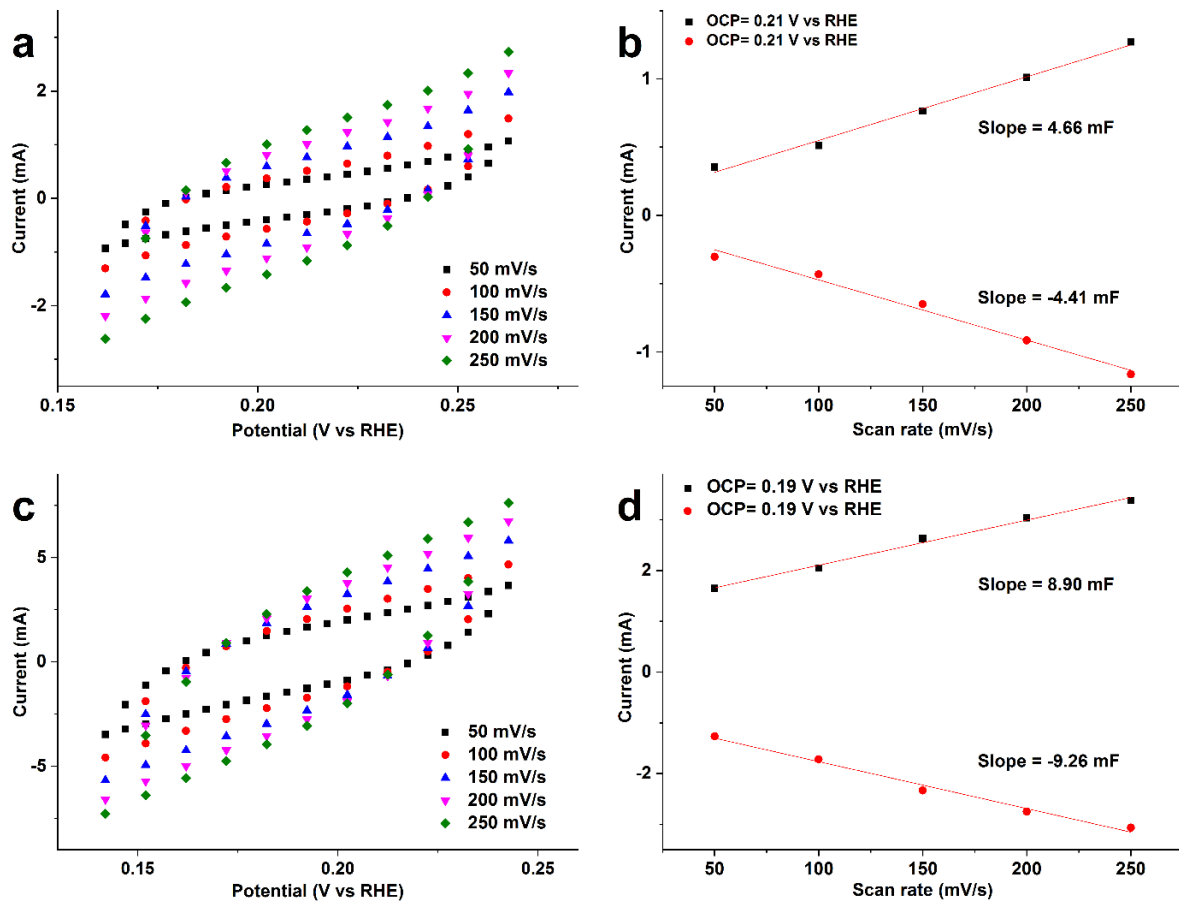 a
Current (mA)
2
0
-2
0.15
0.20
0.25
Potential (V vs RHE)
50 mV/s
100 mV/s
150 mV/s
200 mV/s
250 mV/s
b
OCP= 0.21 V vs RHE
OCP= 0.21 V vs RHE
Current (mA)
1
0
-1
Slope = 4.66 mF
Slope = -4.41 mF
50
100
150
200
250
Scan rate (mV/s)
c
Current (mA)
5
0
-5
0.15
0.20
0.25
Potential (V vs RHE)
50 mV/s
100 mV/s
150 mV/s
200 mV/s
250 mV/s
d
OCP= 0.19 V vs RHE
OCP= 0.19 V vs RHE
Current (mA)
2
0
-2
Slope = 8.90 mF
Slope = -9.26 mF
50
100
150
200
250
Scan rate (mV/s)